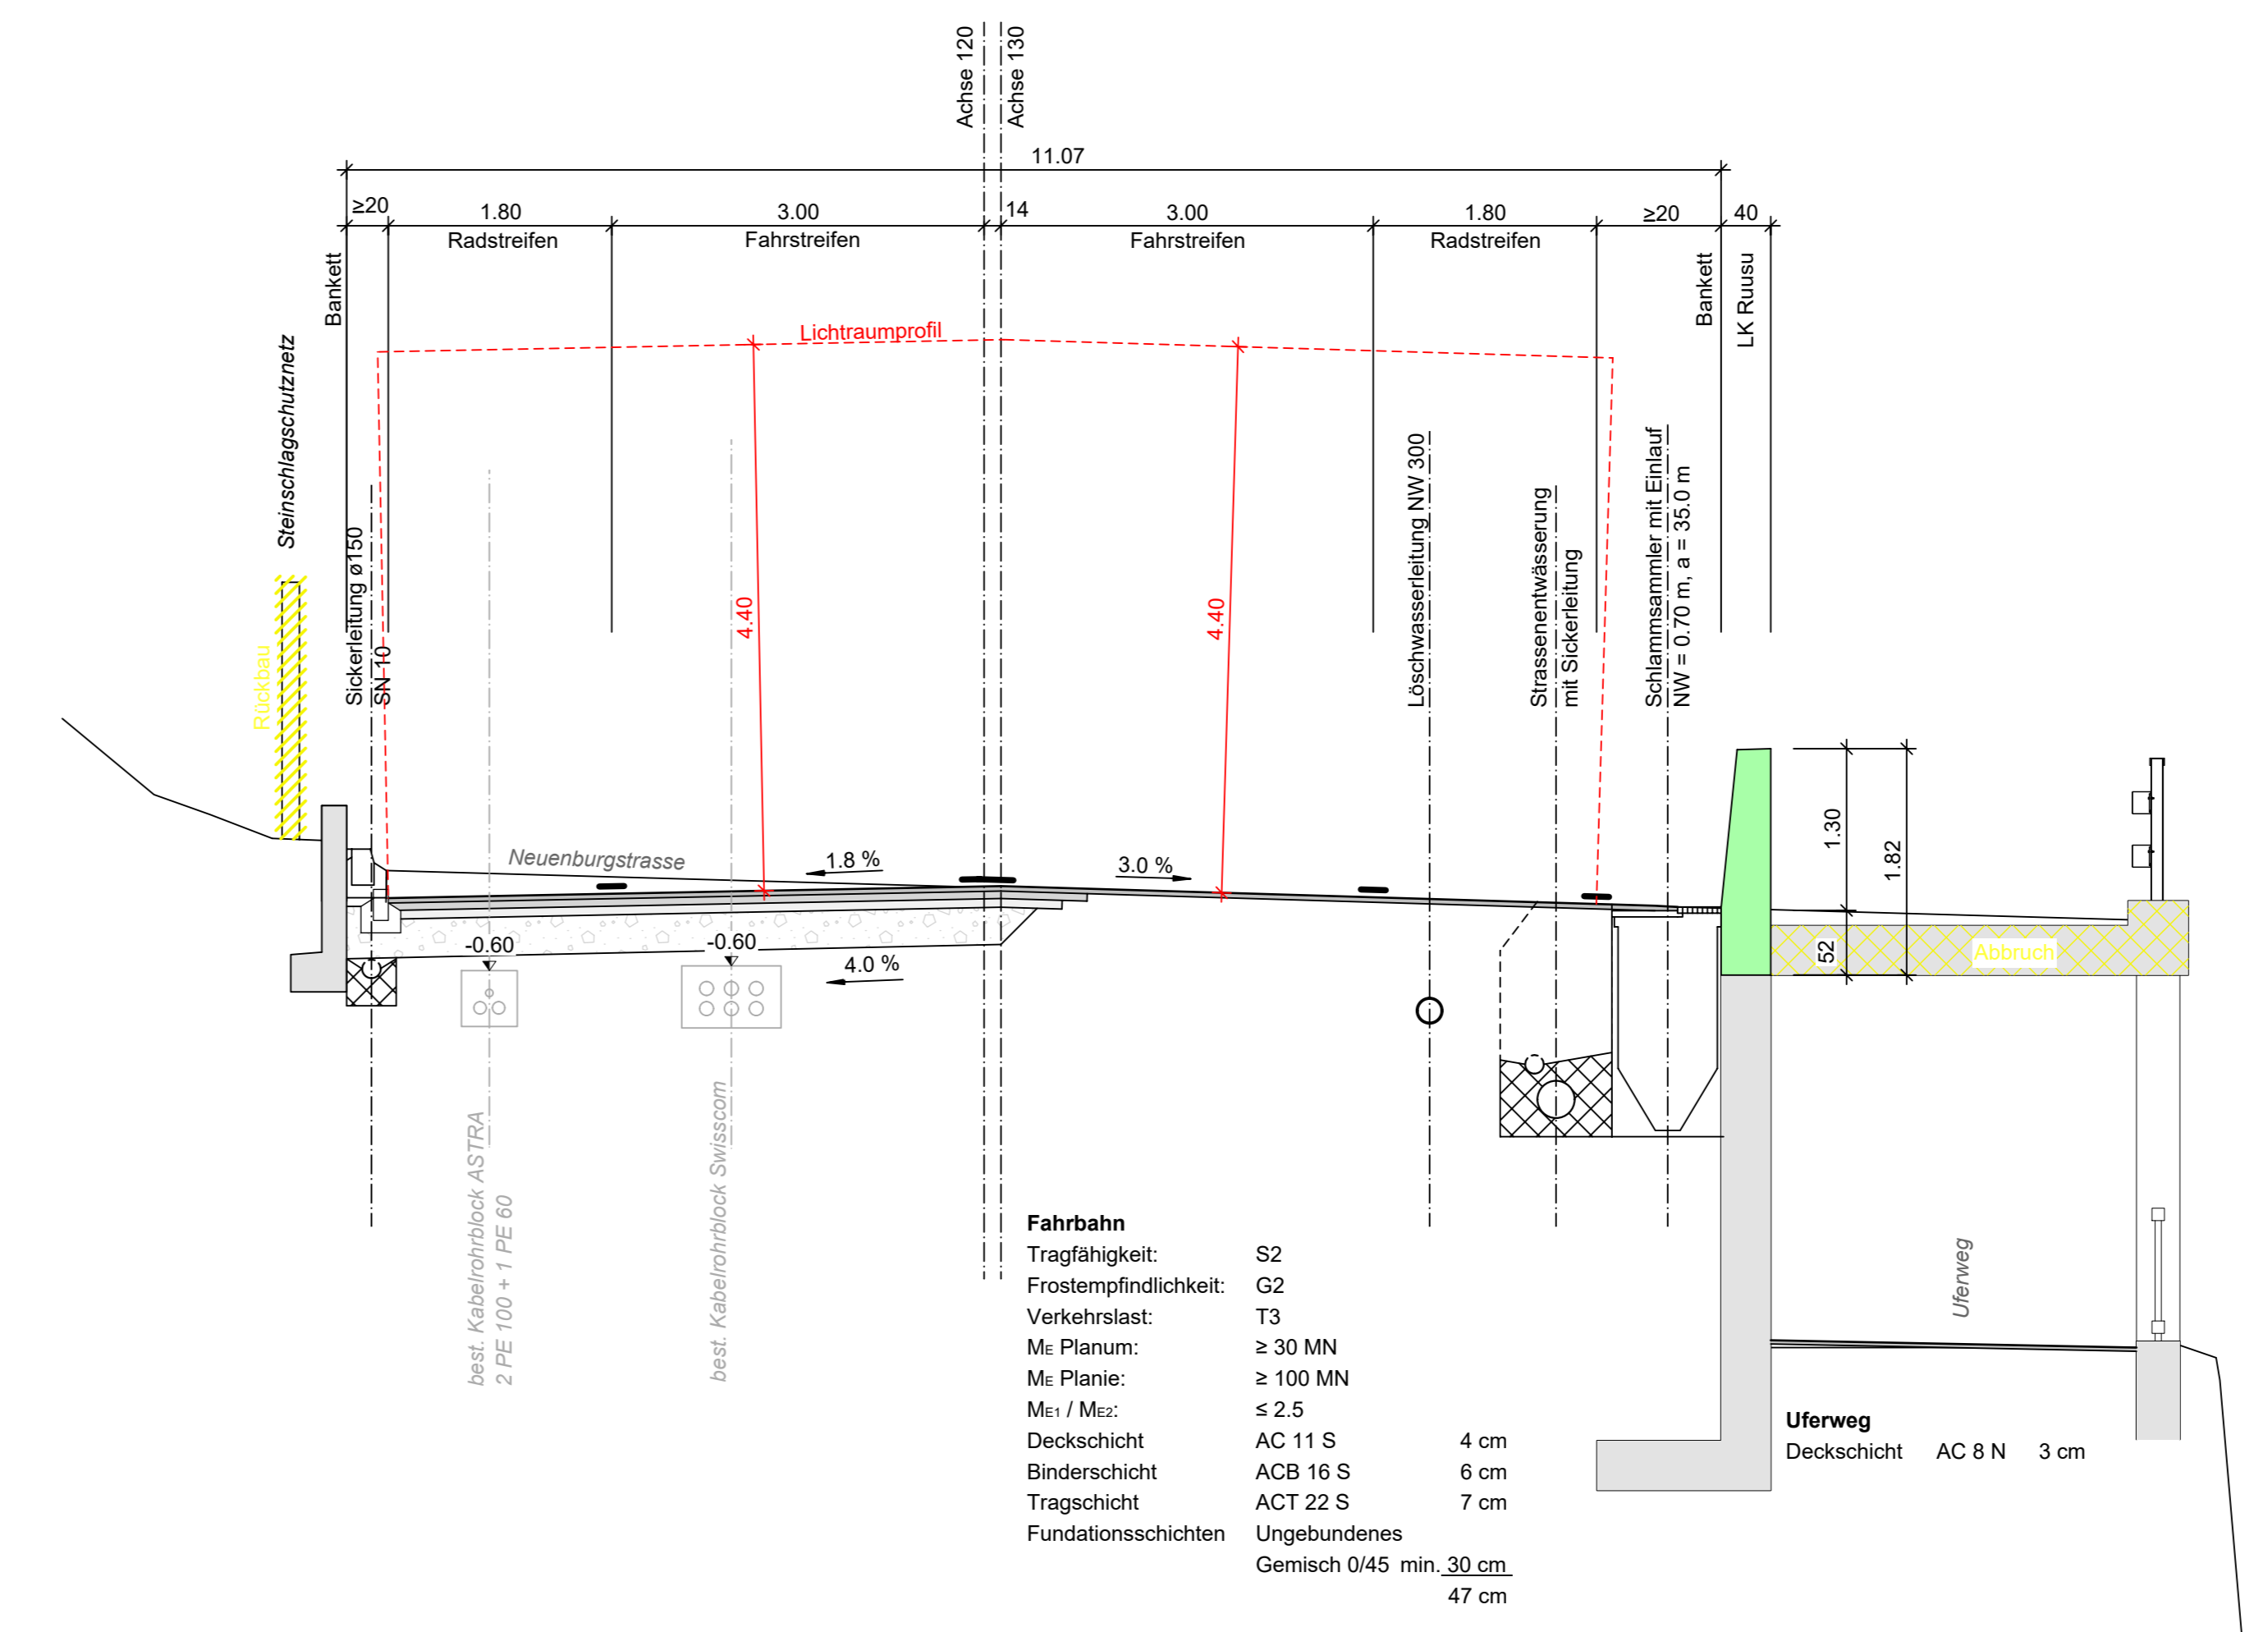 Achse 120
Achse 130
11.07
≥20
1.80
3.00
14
3.00
1.80
≥20
40
Radstreifen
Fahrstreifen
Fahrstreifen
Radstreifen
Bankett
Bankett
LK Ruusu
Lichtraumprofil
Steinschlagschutznetz
Rückbau
Sickerleitung ø150
SN 10
4.40
4.40
Löschwasserleitung NW 300
Strassenentwässerung
mit Sickerleitung
Schlammsammler mit Einlauf
NW = 0.70 m, a = 35.0 m
Neuenburgstrasse
1.8 %
3.0 %
1.30
1.82
52
Abbruch
-0.60
-0.60
4.0 %
best. Kabelrohrblock ASTRA
2 PE 100 + 1 PE 60
best. Kabelrohrblock Swisscom
Fahrbahn
Tragfähigkeit: S2
Frostempfindlichkeit: G2
Verkehrslast: T3
ME Planum: ≥ 30 MN
ME Planie: ≥ 100 MN
ME1 / ME2: ≤ 2.5
Deckschicht AC 11 S 4 cm
Binderschicht ACB 16 S 6 cm
Tragschicht ACT 22 S 7 cm
Fundationsschichten Ungebundenes
Gemisch 0/45 min. 30 cm
47 cm
Uferweg
Uferweg
Deckschicht AC 8 N 3 cm